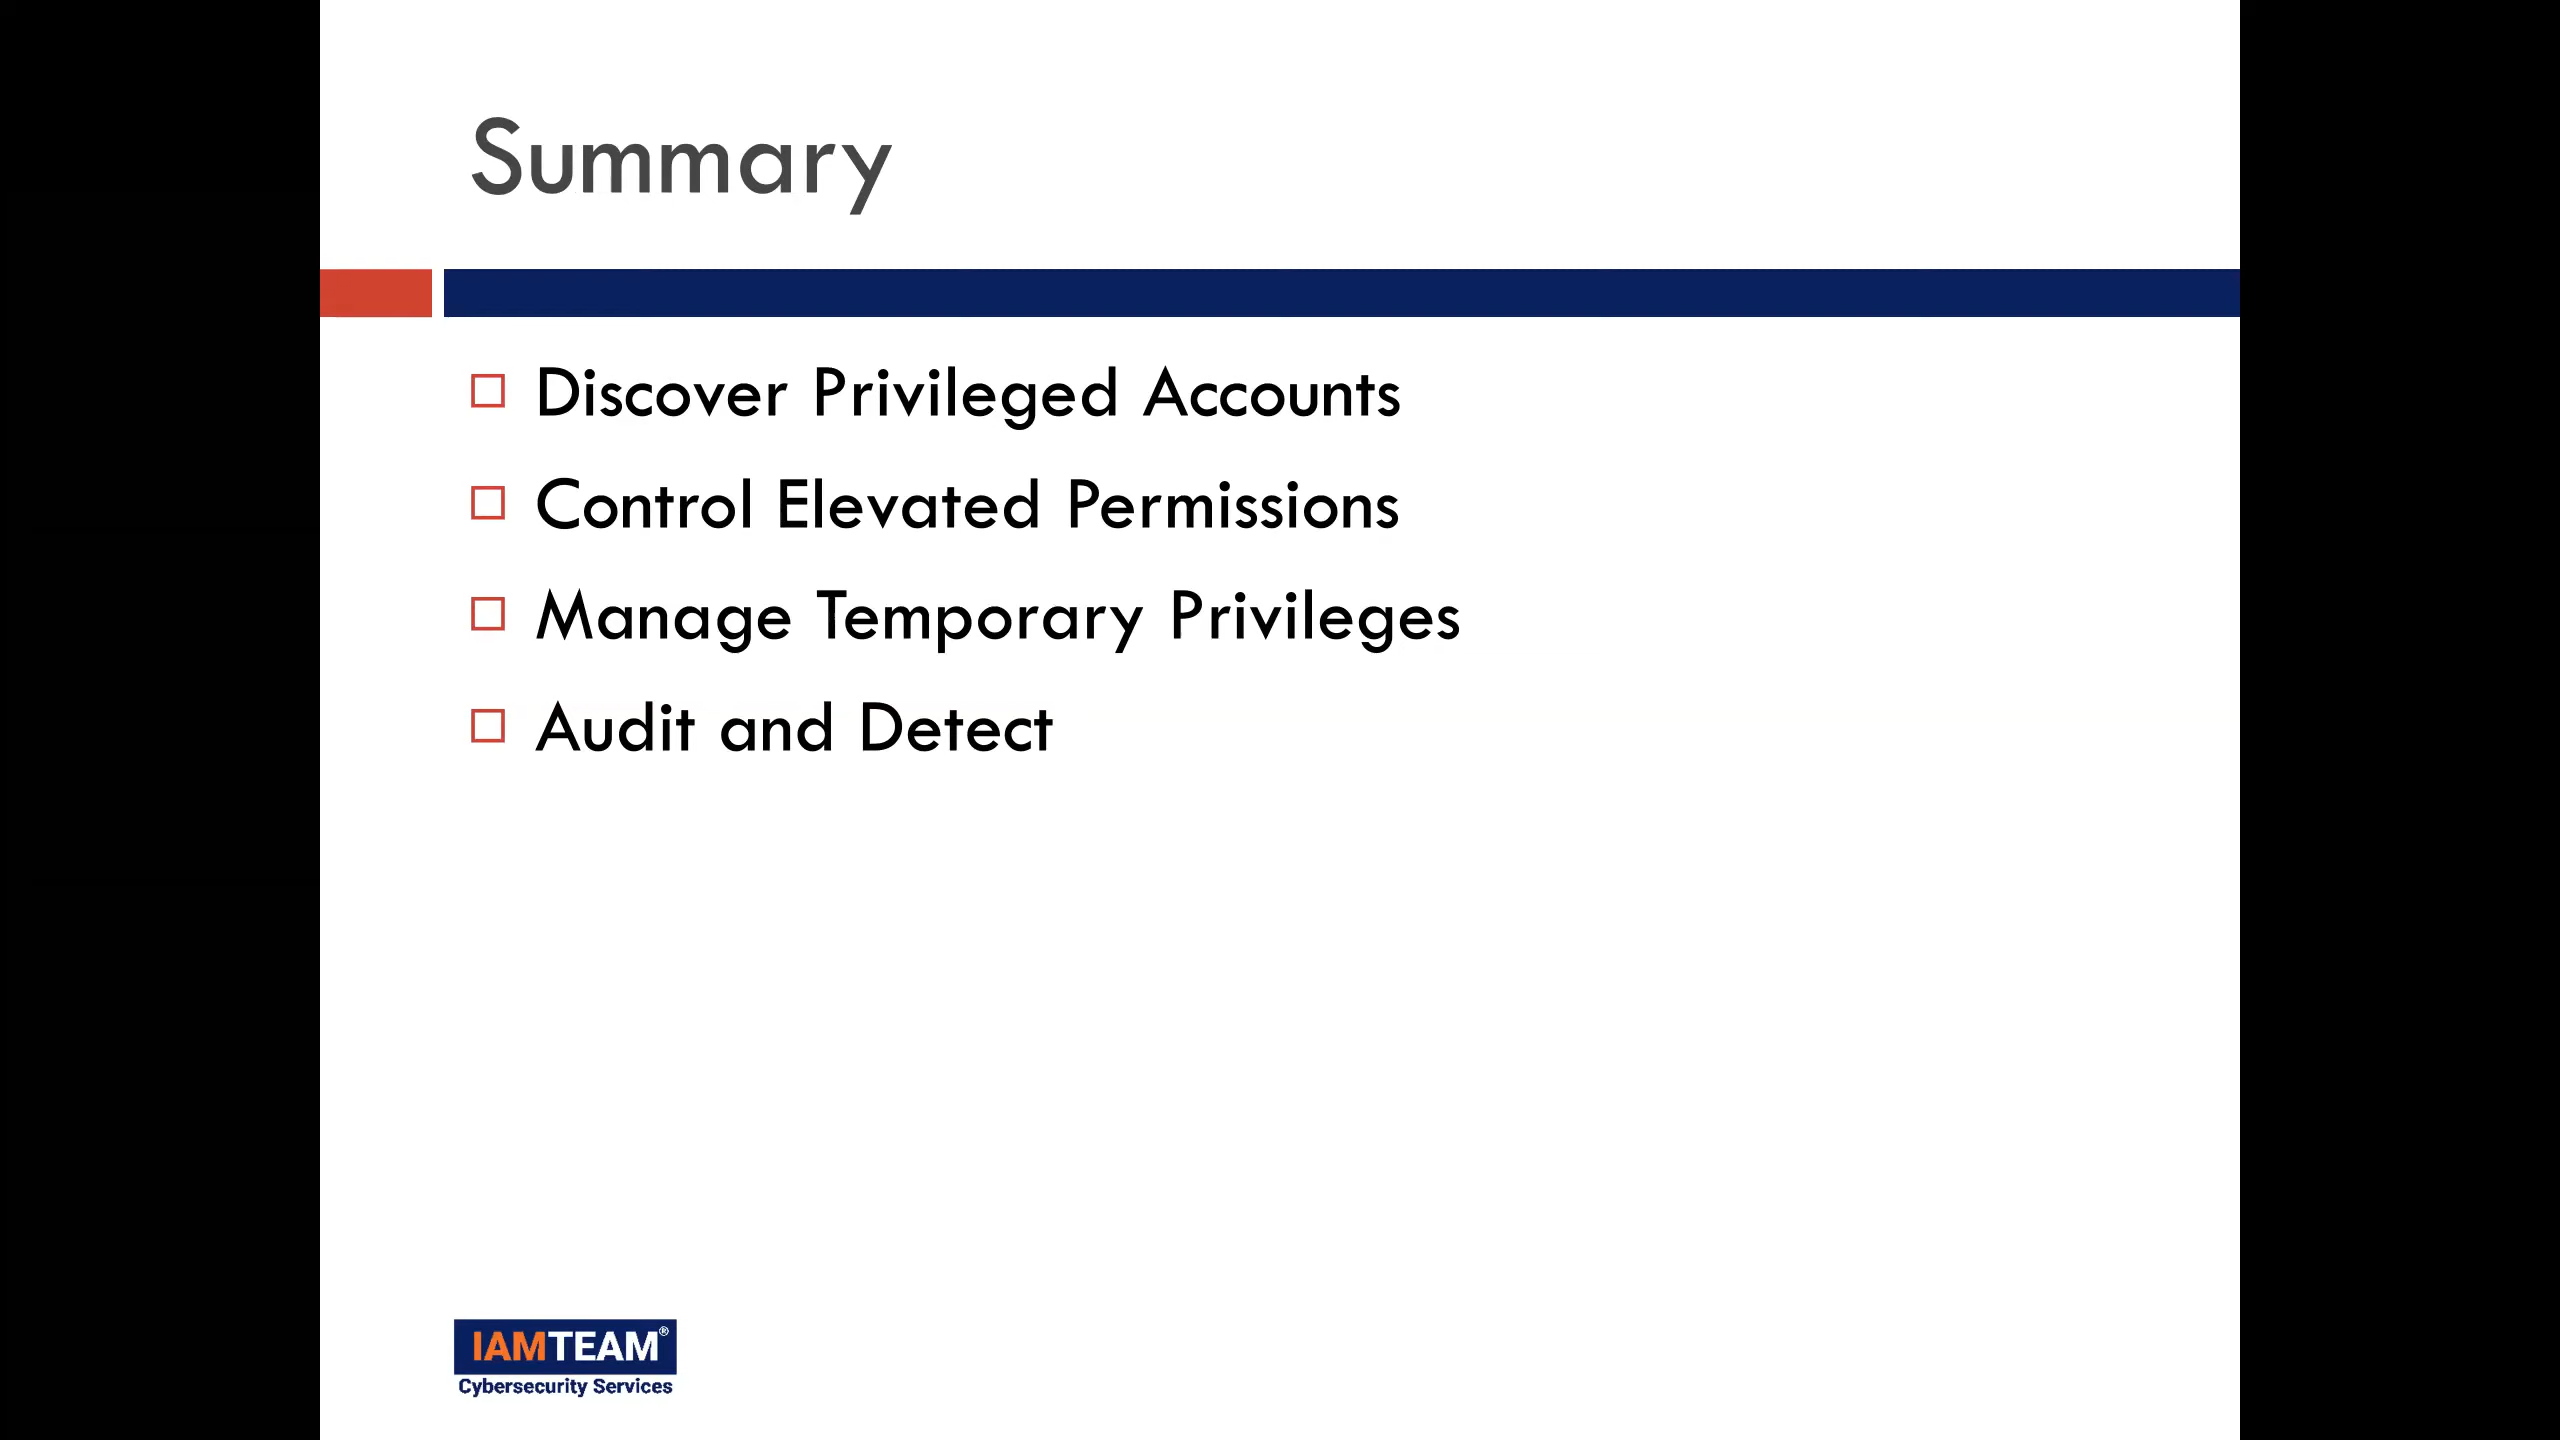 Summary
Discover Privileged Accounts
Control Elevated Permissions
Manage Temporary Privileges
Audit and Detect
IAMTEAM®
Cybersecurity Services